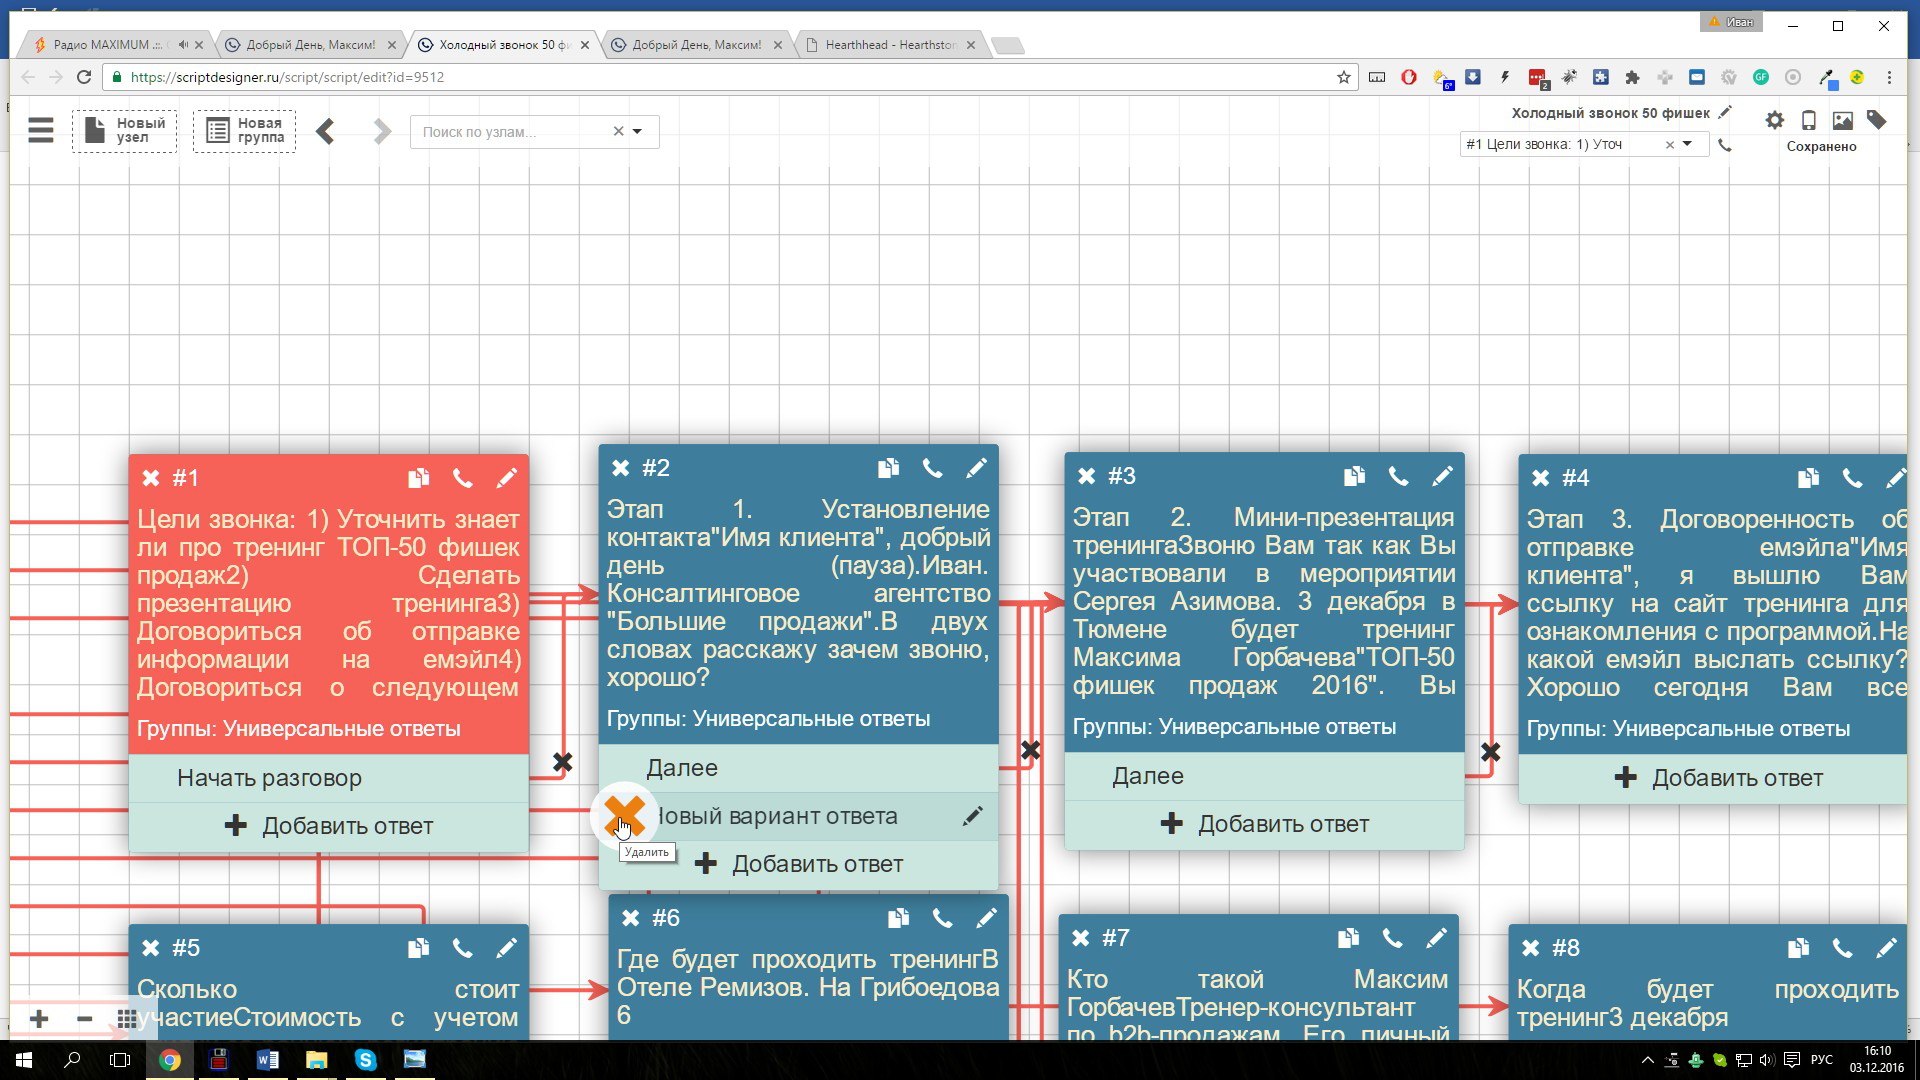 Иван
Радио MAXIMUM .::.
Добрый День, Максим!
Холодный звонок 50 фи
Добрый День, Максим!
Hearthhead - Hearthston
https://scriptdesigner.ru/script/script/edit?id=9512
6°
2
GF
Новый
узел
Новая
группа
Поиск по узлам...
Холодный звонок 50 фишек
#1 Цели звонка: 1) Уточ
Сохранено
#1
Цели звонка: 1) Уточнить знает
ли про тренинг ТОП-50 фишек
продаж2) Сделать
презентацию тренинга3)
Договориться об отправке
информации на емэйл4)
Договориться о следующем
Группы: Универсальные ответы
Начать разговор
Добавить ответ
#2
Этап 1. Установление
контакта"Имя клиента", добрый
день (пауза).Иван.
Консалтинговое агентство
"Большие продажи".В двух
словах расскажу зачем звоню,
хорошо?
Группы: Универсальные ответы
Далее
Новый вариант ответа
Удалить
Добавить ответ
#3
Этап 2. Мини-презентация
тренингаЗвоню Вам так как Вы
участвовали в мероприятии
Сергея Азимова. 3 декабря в
Тюмене будет тренинг
Максима Горбачева"ТОП-50
фишек продаж 2016". Вы
Группы: Универсальные ответы
Далее
Добавить ответ
#4
Этап 3. Договоренность об
отправке емэйла"Имя
клиента", я вышлю Вам
ссылку на сайт тренинга для
ознакомления с программой.На
какой емэйл выслать ссылку?
Хорошо сегодня Вам все
Группы: Универсальные ответы
Добавить ответ
#5
Сколько стоит
участиеСтоимость с учетом
#6
Где будет проходить тренингВ
Отеле Ремизов. На Грибоедова
6
#7
Кто такой Максим
ГорбачевТренер-консультант
по b2b-продажам. Его личный
#8
Когда будет проходить
тренинг3 декабря
РУС
16:10
03.12.2016